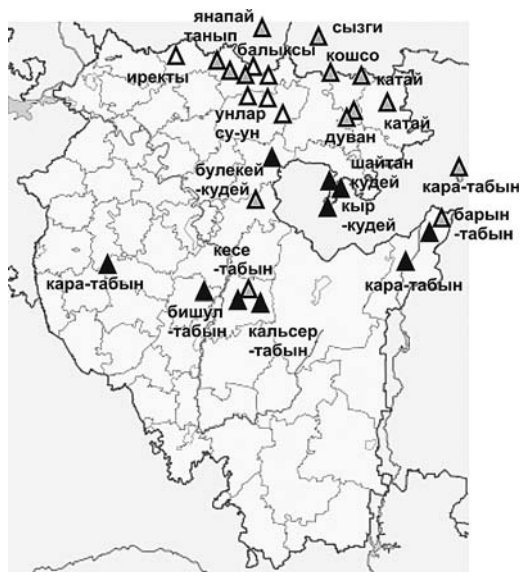 янапай
танып
сызги
балыксы
кошсо
иректы
катай
унлар
су-ун
дуван
катай
булекей
-кудей
шайтан
-кудей
кара-табын
кыр
-кудей
барын
-табын
кесе
-табын
кара-табын
бишул
-табын
кальсер
-табын
кара-табын